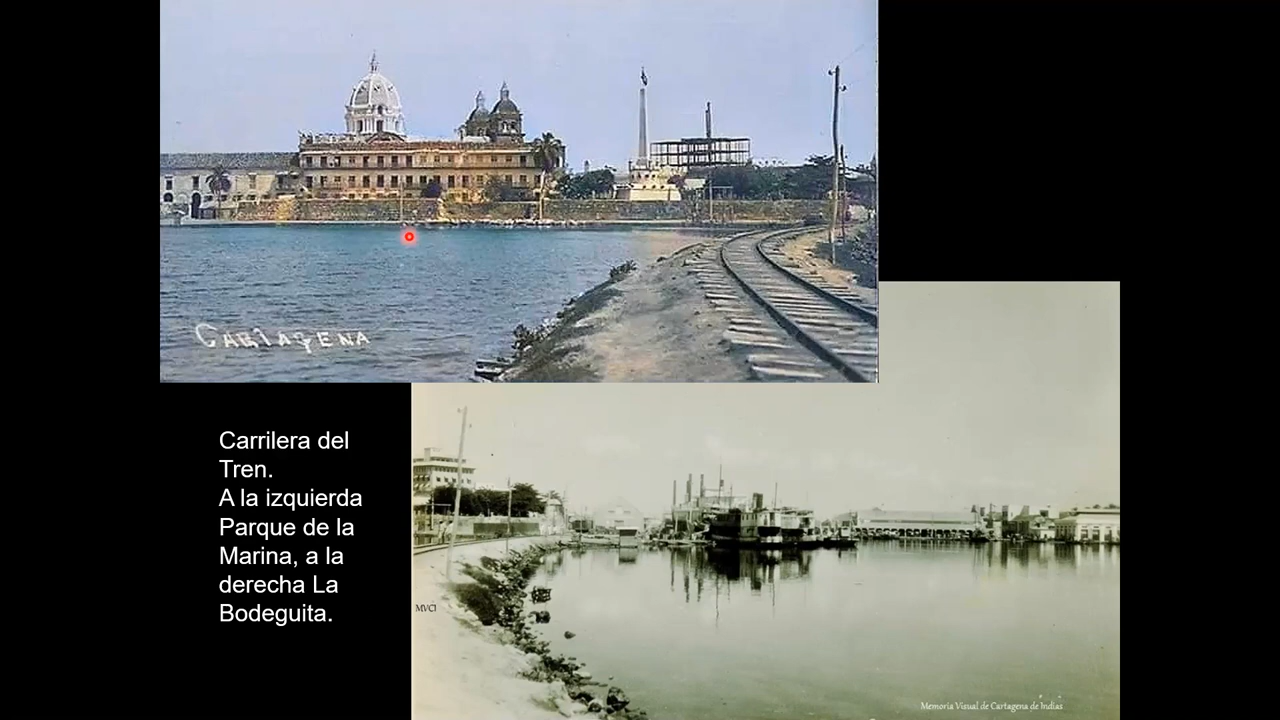 CARTAGENA
Carrilera del
Tren.
A la izquierda
Parque de la
Marina, a la
derecha La
Bodeguita.
MVCI
Memoria Visual de Cartagena de Indias